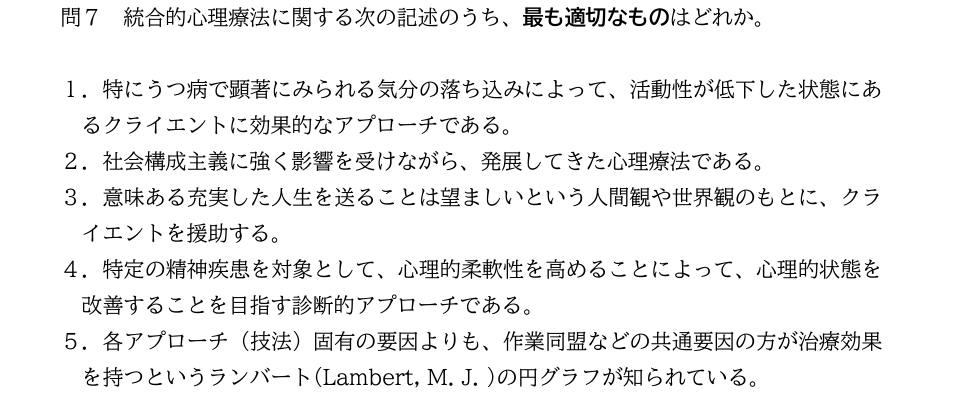 問７　統合的心理療法に関する次の記述のうち、最も適切なものはどれか。
１．特にうつ病で顕著にみられる気分の落ち込みによって、活動性が低下した状態にあ
るクライエントに効果的なアプローチである。
２．社会構成主義に強く影響を受けながら、発展してきた心理療法である。
３．意味ある充実した人生を送ることは望ましいという人間観や世界観のもとに、クラ
イエントを援助する。
４．特定の精神疾患を対象として、心理的柔軟性を高めることによって、心理的状態を
改善することを目指す診断的アプローチである。
５．各アプローチ（技法）固有の要因よりも、作業同盟などの共通要因の方が治療効果
を持つというランバート(Lambert, M. J. )の円グラフが知られている。